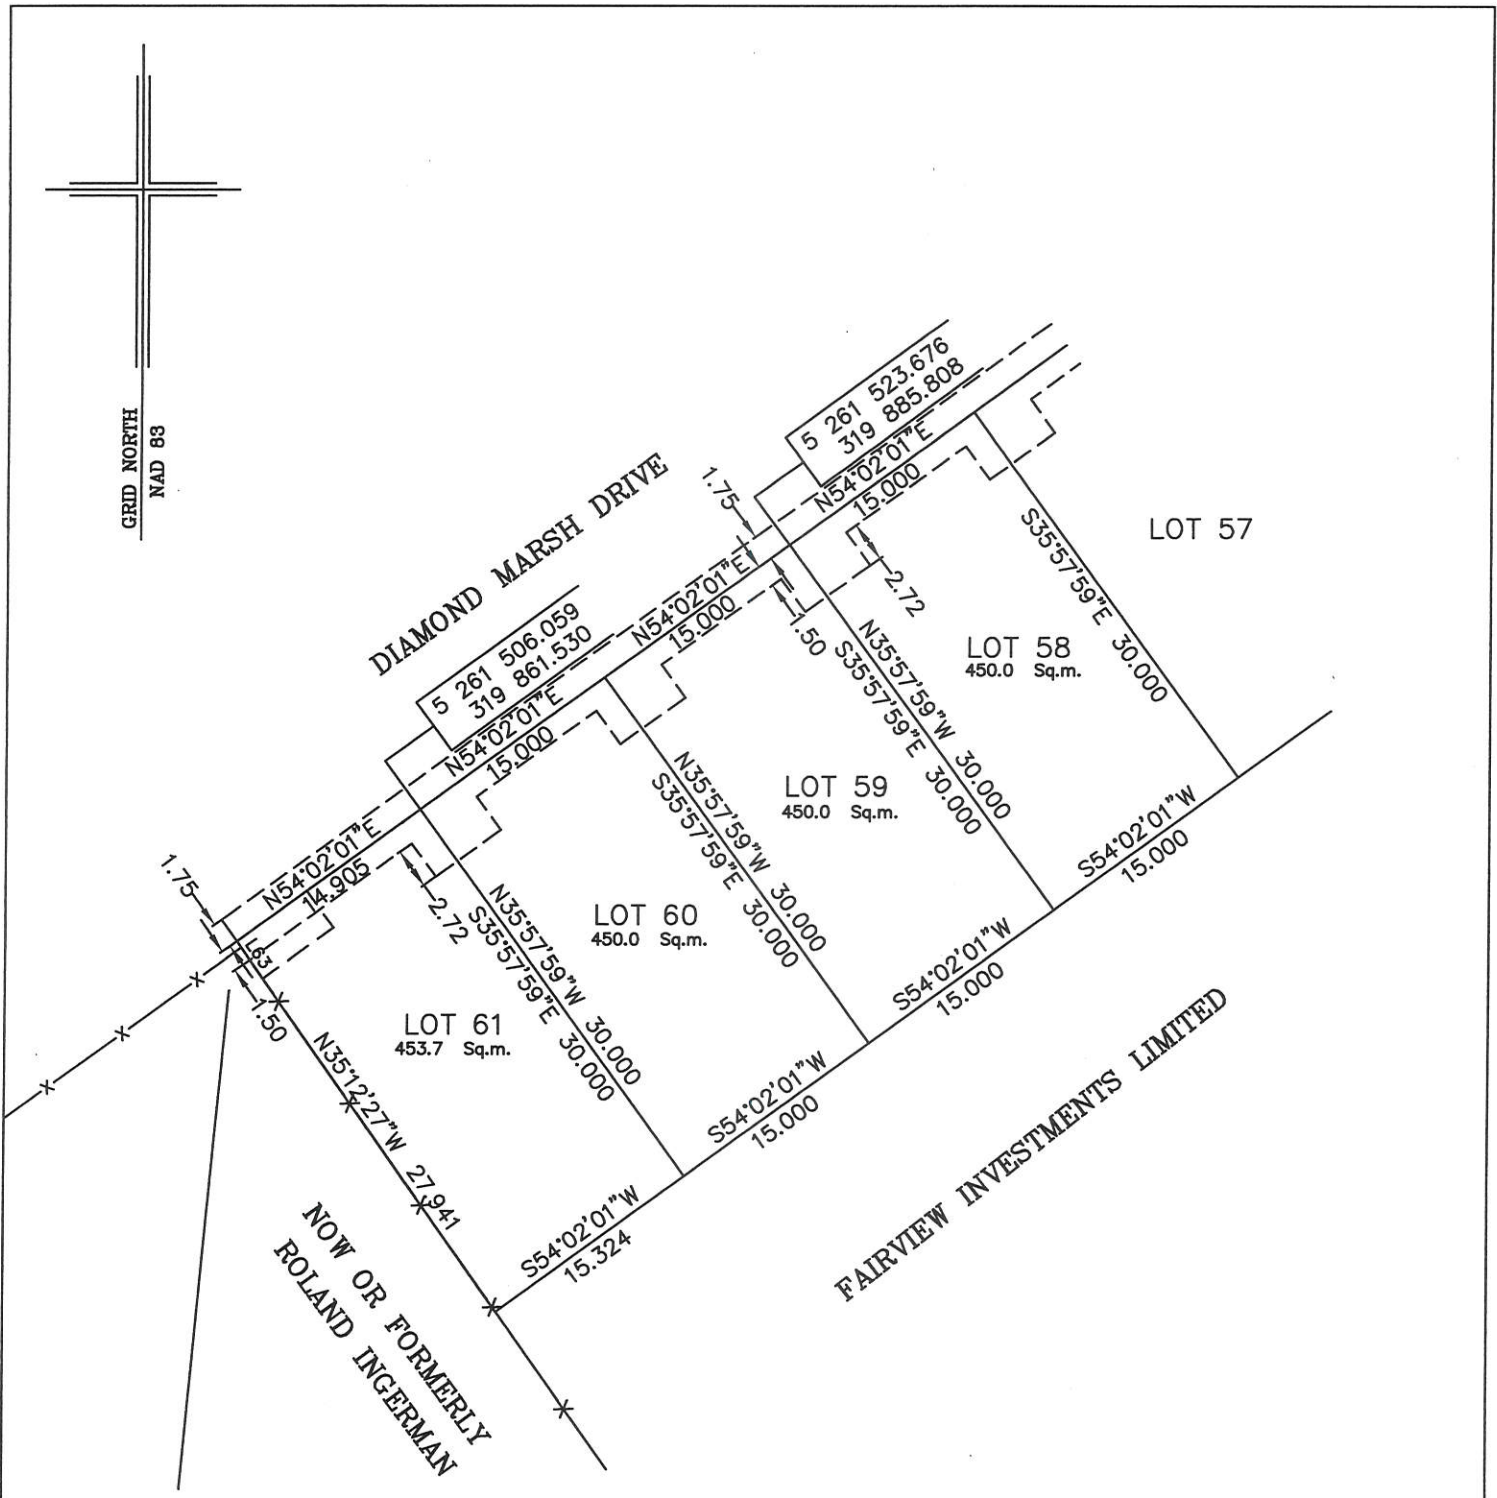 GRID NORTH
NAD 83
DIAMOND MARSH DRIVE
5 261 523.676
319 885.808
N54°02'01"E
15.000
1.75
LOT 57
S35°57'59"E 30.000
2.72
LOT 58
450.0 Sq.m.
N35°57'59"W 30.000
S54°02'01"W
15.000
5 261 506.059
319 861.530
N54°02'01"E
15.000
1.50
S35°57'59"E 30.000
LOT 59
450.0 Sq.m.
N35°57'59"W 30.000
S54°02'01"W
15.000
N54°02'01"E
15.000
S35°57'59"E 30.000
LOT 60
450.0 Sq.m.
N35°57'59"W 30.000
S54°02'01"W
15.000
1.75
N54°02'01"E
14.905
2.72
S35°57'59"E 30.000
.63
1.50
LOT 61
453.7 Sq.m.
N35°12'27"W 27.941
S54°02'01"W
15.324
NOW OR FORMERLY
ROLAND INGERMAN
FAIRVIEW INVESTMENTS LIMITED